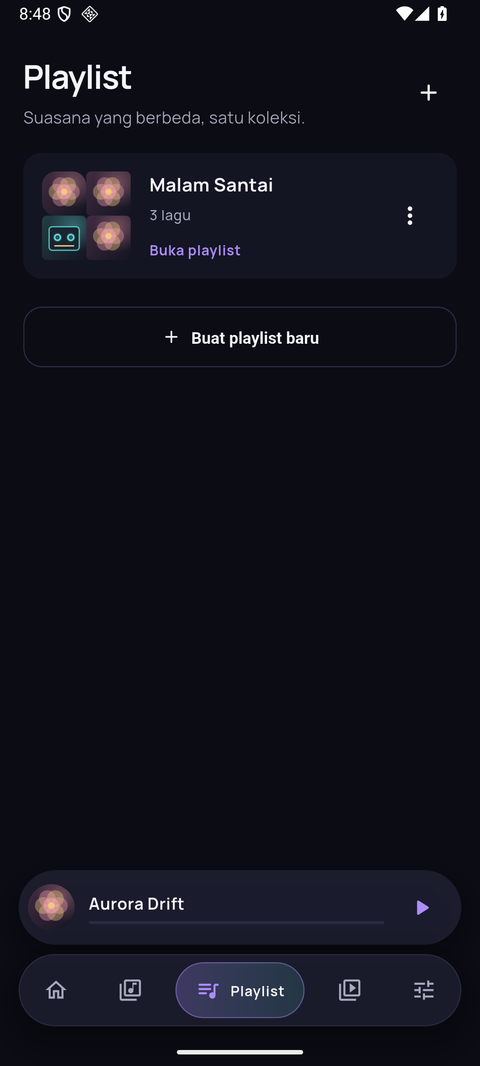 8:48
Playlist
Suasana yang berbeda, satu koleksi.
Malam Santai
3 lagu
Buka playlist
Buat playlist baru
Aurora Drift
Playlist